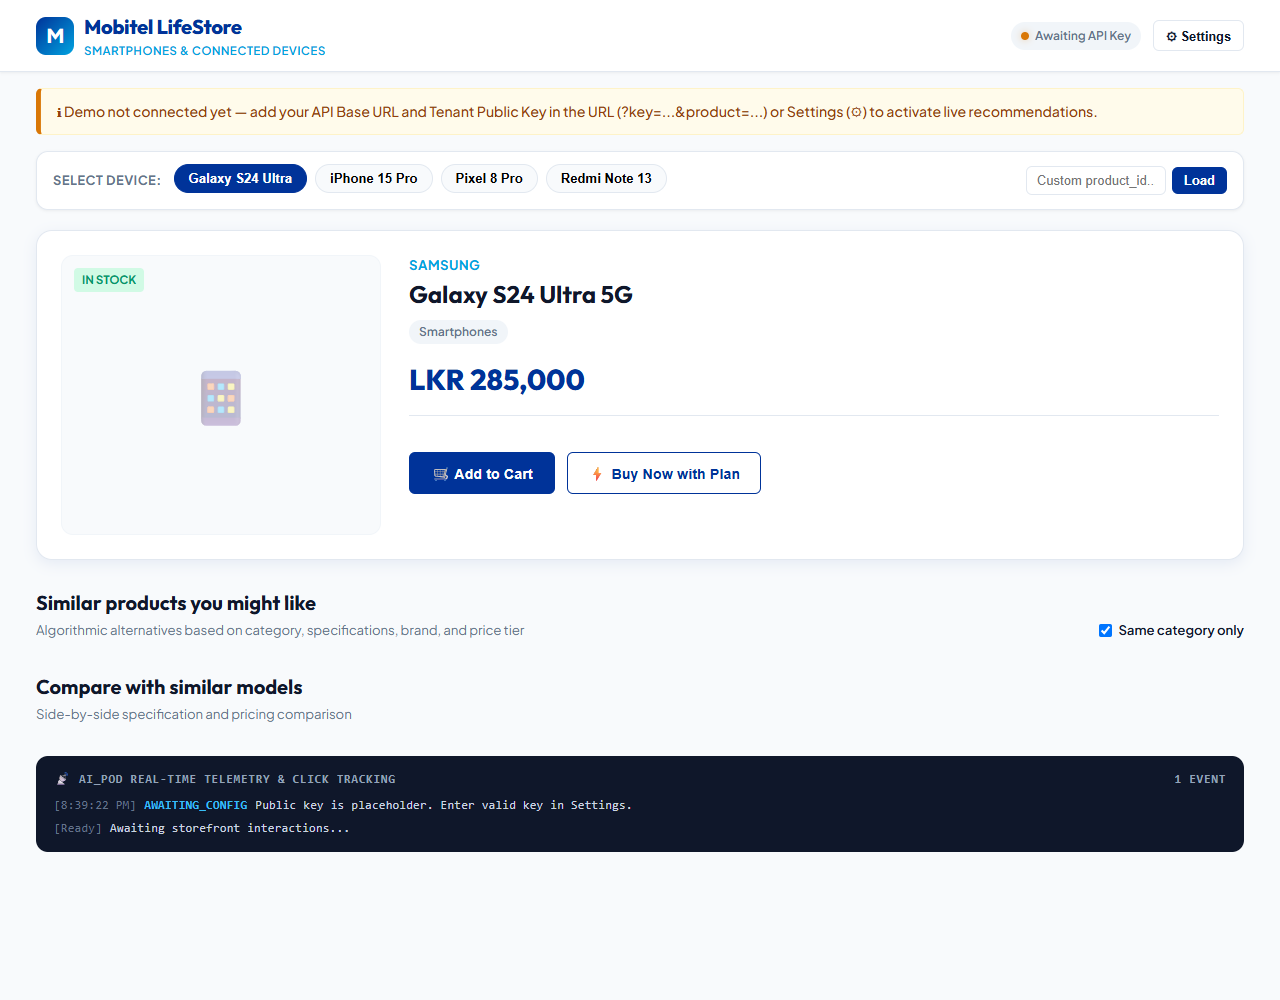 M
Mobitel LifeStore
SMARTPHONES & CONNECTED DEVICES
Awaiting API Key
⚙ Settings
ℹ Demo not connected yet — add your API Base URL and Tenant Public Key in the URL (?key=...&product=...) or Settings (⚙) to activate live recommendations.
SELECT DEVICE:
Galaxy S24 Ultra
iPhone 15 Pro
Pixel 8 Pro
Redmi Note 13
Custom product_id..
Load
IN STOCK
SAMSUNG
Galaxy S24 Ultra 5G
Smartphones
LKR 285,000
🛒 Add to Cart
⚡ Buy Now with Plan
Similar products you might like
Algorithmic alternatives based on category, specifications, brand, and price tier
Same category only
Compare with similar models
Side-by-side specification and pricing comparison
📡 AI_POD REAL-TIME TELEMETRY & CLICK TRACKING
1 EVENT
[8:39:22 PM] AWAITING_CONFIG Public key is placeholder. Enter valid key in Settings.
[Ready] Awaiting storefront interactions...